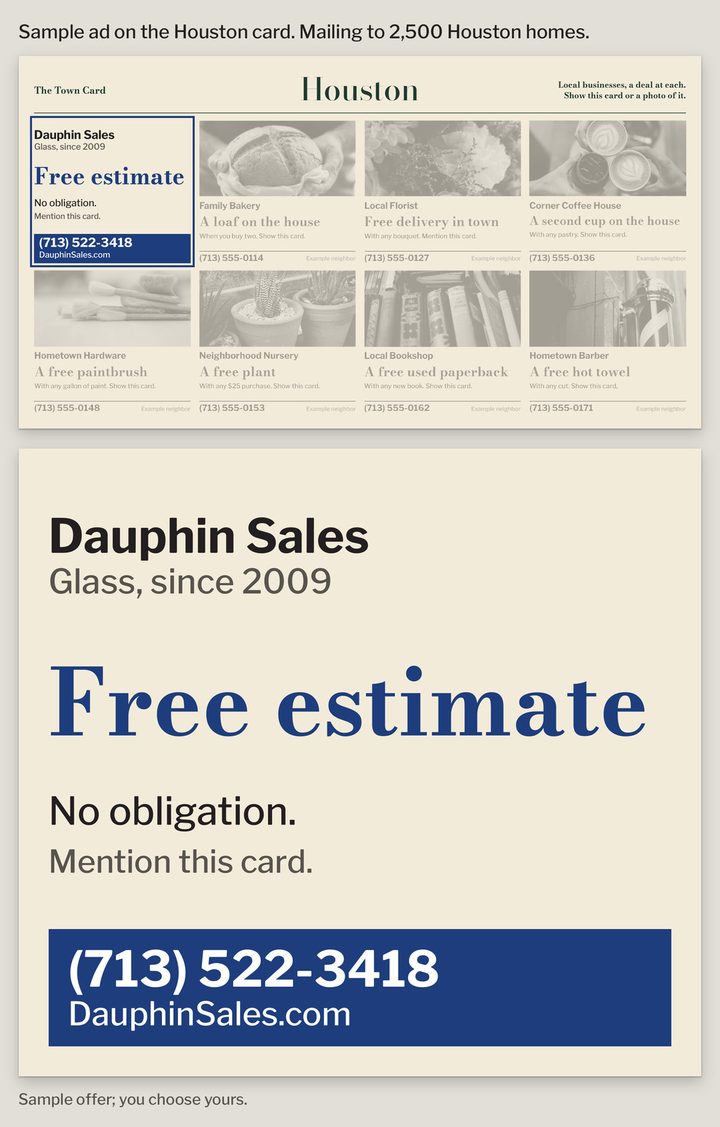 Sample ad on the Houston card. Mailing to 2,500 Houston homes.
The Town Card
Houston
Local businesses, a deal at each.
Show this card or a photo of it.
Dauphin Sales
Glass, since 2009
Free estimate
No obligation.
Mention this card.
(713) 522-3418
DauphinSales.com
Family Bakery
A loaf on the house
When you buy two. Show this card.
(713) 555-0114
Example neighbor
Local Florist
Free delivery in town
With any bouquet. Mention this card.
(713) 555-0127
Example neighbor
Corner Coffee House
A second cup on the house
With any pastry. Show this card.
(713) 555-0136
Example neighbor
Hometown Hardware
A free paintbrush
With any gallon of paint. Show this card.
(713) 555-0148
Example neighbor
Neighborhood Nursery
A free plant
With any $25 purchase. Show this card.
(713) 555-0153
Example neighbor
Local Bookshop
A free used paperback
With any new book. Show this card.
(713) 555-0162
Example neighbor
Hometown Barber
A free hot towel
With any cut. Show this card.
(713) 555-0171
Example neighbor
Dauphin Sales
Glass, since 2009
Free estimate
No obligation.
Mention this card.
(713) 522-3418
DauphinSales.com
Sample offer; you choose yours.